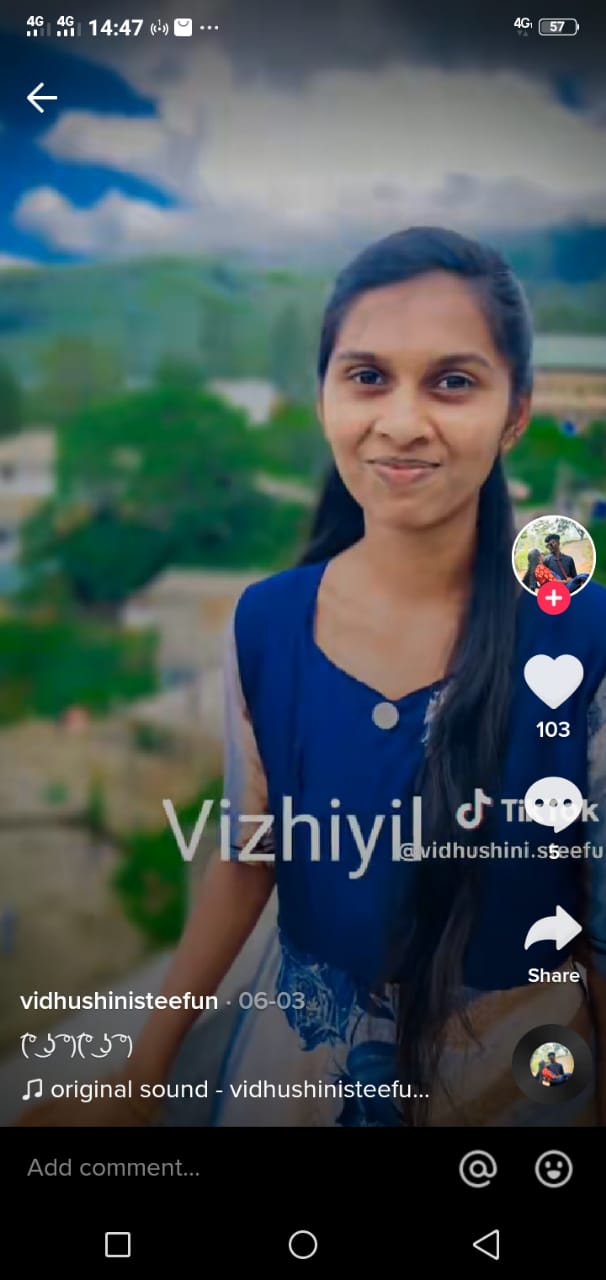 4G 4G 14:47 4G 57
103
Vizhiyil
TikTok
@vidhushini.steefu
5
Share
vidhushinisteefun · 06-03
( ͡° ͜ʖ ͡°)( ͡° ͜ʖ ͡°)
original sound - vidhushinisteefu...
Add comment...